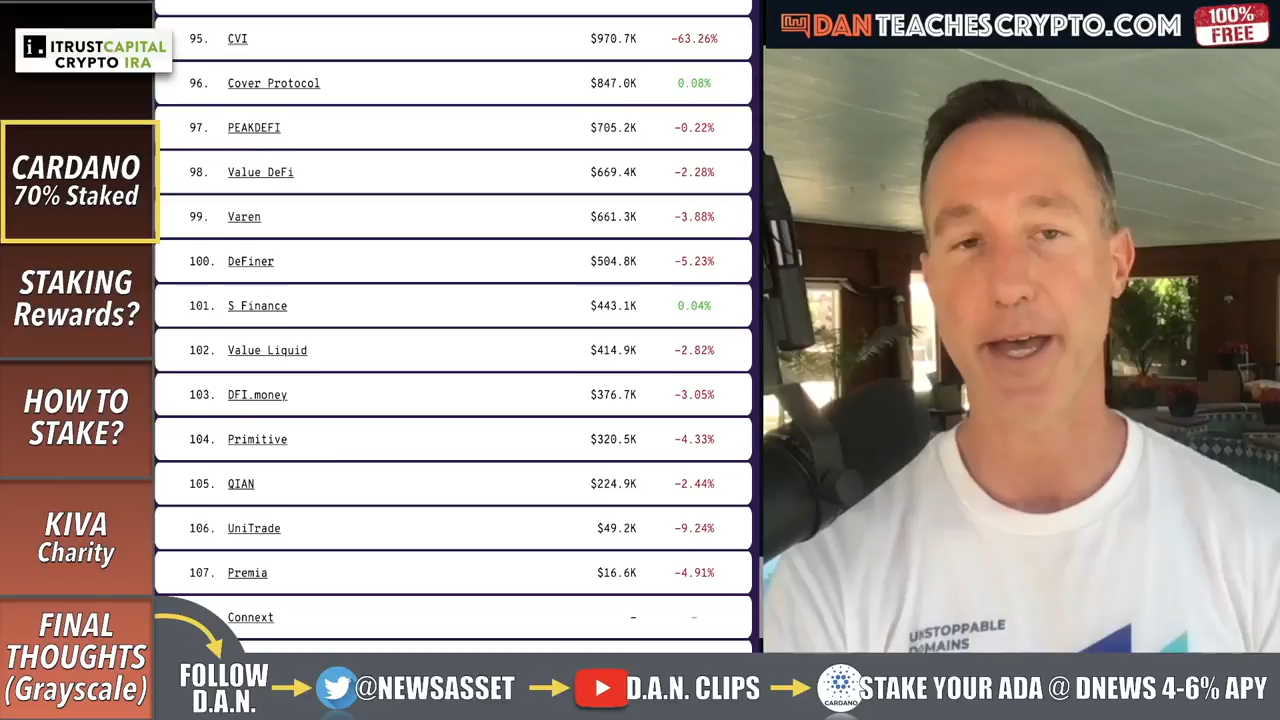 i. ITRUSTCAPITAL
CRYPTO IRA
CARDANO
70% Staked
STAKING
Rewards?
HOW TO
STAKE?
KIVA
Charity
FINAL
THOUGHTS
(Grayscale)
95. CVI $970.7K -63.26%
96. Cover Protocol $847.0K 0.08%
97. PEAKDEFI $705.2K -0.22%
98. Value DeFi $669.4K -2.28%
99. Varen $661.3K -3.88%
100. DeFiner $504.8K -5.23%
101. S Finance $443.1K 0.04%
102. Value Liquid $414.9K -2.82%
103. DFI.money $376.7K -3.05%
104. Primitive $320.5K -4.33%
105. QIAN $224.9K -2.44%
106. UniTrade $49.2K -9.24%
107. Premia $16.6K -4.91%
Connext – –
DANTEACHESCRYPTO.COM
100%
FREE
UNSTOPPABLE
DOMAINS
FOLLOW
D.A.N.
@NEWSASSET
D.A.N. CLIPS
CARDANO
STAKE YOUR ADA @ DNEWS 4-6% APY